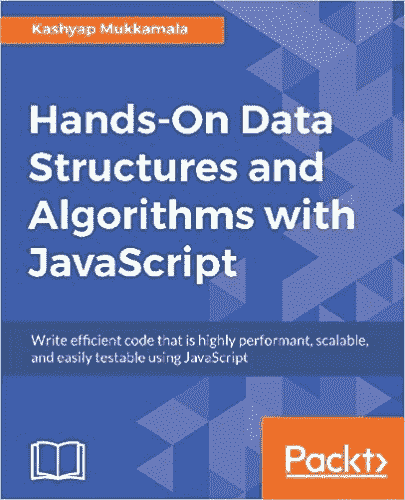 Kashyap Mukkamala
Hands-On Data
Structures and
Algorithms with
JavaScript
Write efficient code that is highly performant, scalable,
and easily testable using JavaScript
Packt>